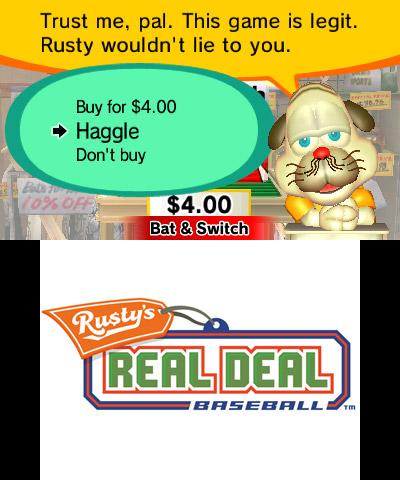 Trust me, pal. This game is legit.
Rusty wouldn't lie to you.
Buy for $4.00
Haggle
Don't buy
10% OFF
$4.00
Bat & Switch
Rusty's
REAL DEAL
BASEBALL
TM